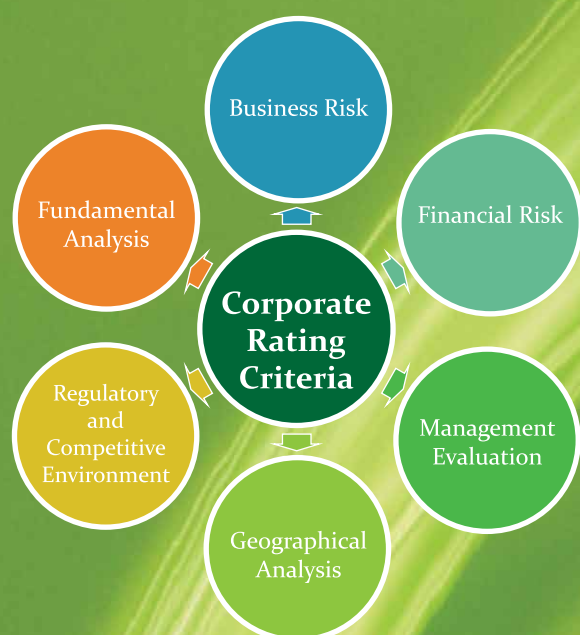 Business Risk
Fundamental
Analysis
Financial Risk
Corporate
Rating
Criteria
Regulatory
and
Competitive
Environment
Management
Evaluation
Geographical
Analysis